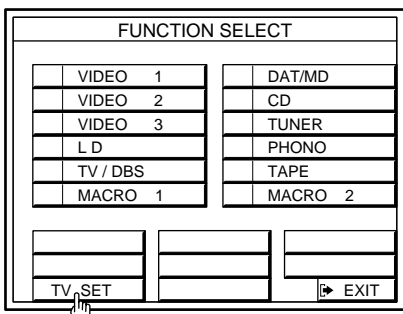 FUNCTION SELECT
VIDEO 1
VIDEO 2
VIDEO 3
L D
TV / DBS
MACRO 1
DAT/MD
CD
TUNER
PHONO
TAPE
MACRO 2
TV SET
EXIT